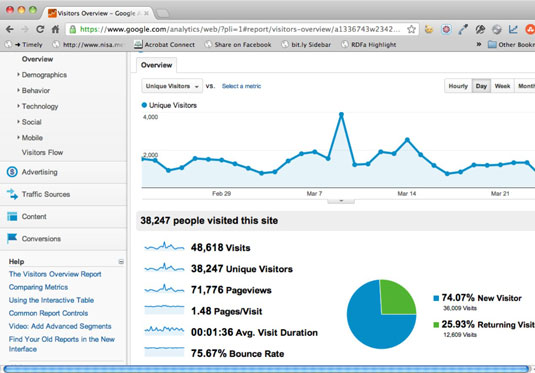 Visitors Overview – Google A
https://www.google.com/analytics/web/?pli=1#report/visitors-overview/a1336743w2342...
Timely
http://www.nisa.m
Acrobat Connect
Share on Facebook
bit.ly Sidebar
RDFa Highlight
Other Book
Overview
Demographics
Behavior
Technology
Social
Mobile
Visitors Flow
Advertising
Traffic Sources
Content
Conversions
Help
The Visitors Overview Report
Comparing Metrics
Using the Interactive Table
Common Report Controls
Video: Add Advanced Segments
Find Your Old Reports in the New
Interface
Overview
Unique Visitors VS. Select a metric
Hourly Day Week Month
Unique Visitors
4,000
2,000
Feb 29 Mar 7 Mar 14 Mar 21
38,247 people visited this site
48,618 Visits
38,247 Unique Visitors
71,776 Pageviews
1.48 Pages/Visit
00:01:36 Avg. Visit Duration
75.67% Bounce Rate
74.07% New Visitor
36,009 Visits
25.93% Returning Visit
12,609 Visits